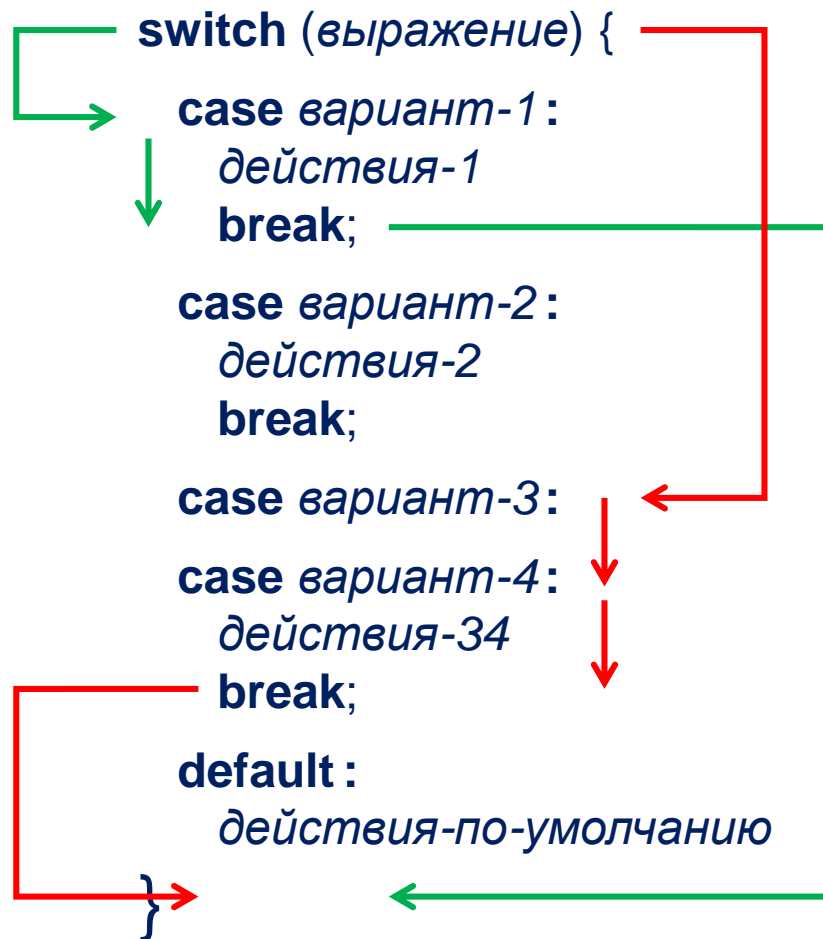 switch (выражение) {
case вариант-1:
действия-1
break;
case вариант-2:
действия-2
break;
case вариант-3:
case вариант-4:
действия-34
break;
default:
действия-по-умолчанию
}